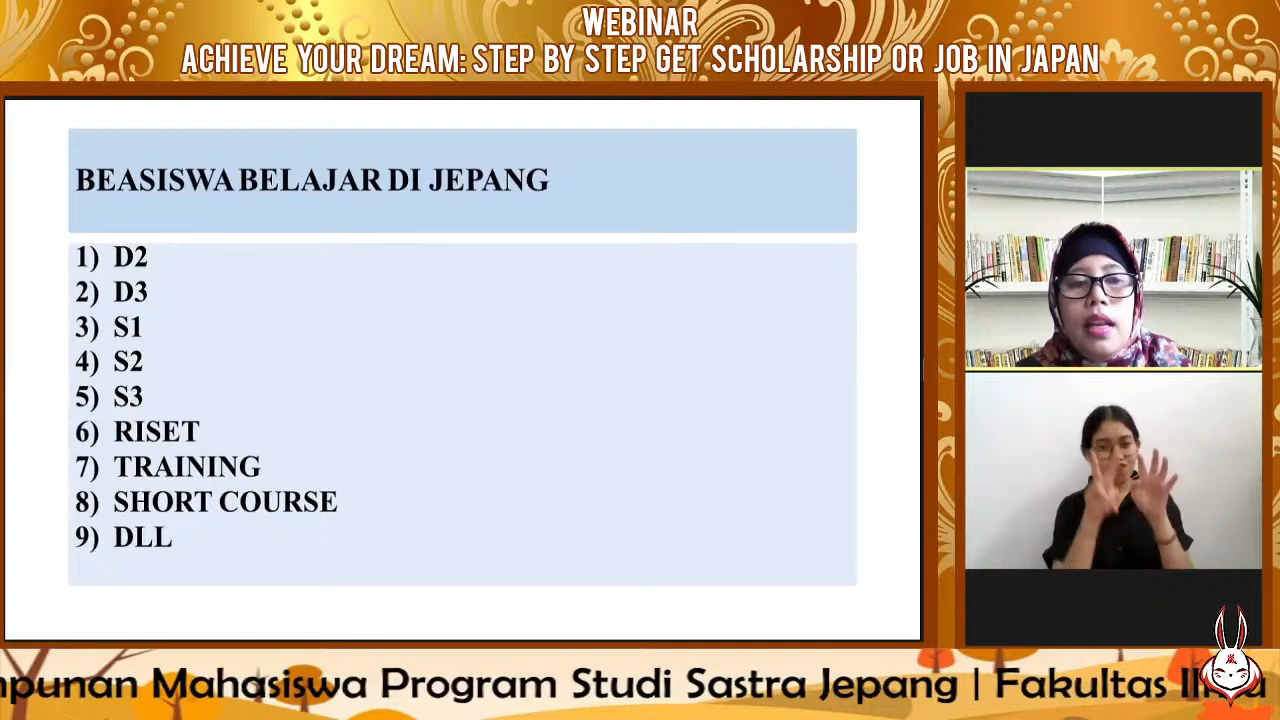 WEBINAR
ACHIEVE YOUR DREAM: STEP BY STEP GET SCHOLARSHIP OR JOB IN JAPAN
BEASISWA BELAJAR DI JEPANG
1) D2
2) D3
3) S1
4) S2
5) S3
6) RISET
7) TRAINING
8) SHORT COURSE
9) DLL
Mahasiswa Program Studi Sastra Jepang | Fakultas